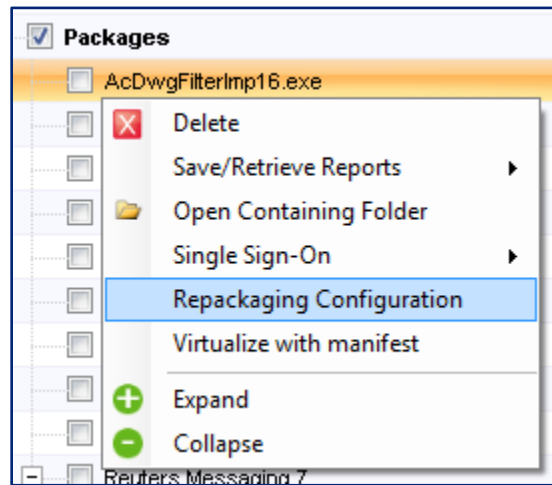 Packages
AcDwgFilterImp16.exe
Delete
Save/Retrieve Reports
Open Containing Folder
Single Sign-On
Repackaging Configuration
Virtualize with manifest
Expand
Collapse
Reuters Messaging 7